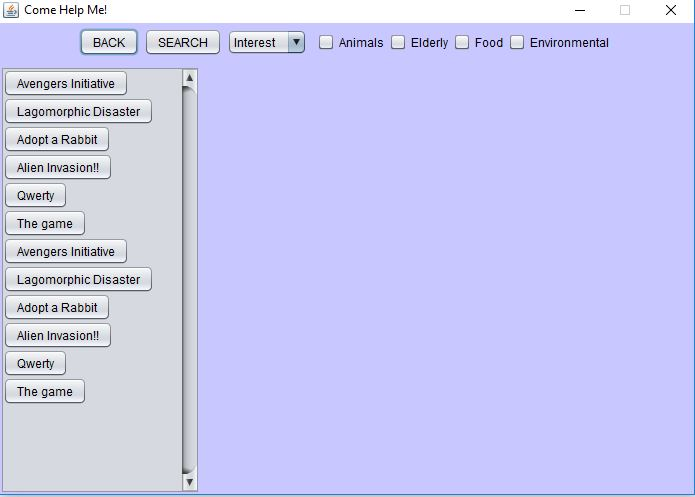 Come Help Me!
BACK SEARCH Interest Animals Elderly Food Environmental
Avengers Initiative
Lagomorphic Disaster
Adopt a Rabbit
Alien Invasion!!
Qwerty
The game
Avengers Initiative
Lagomorphic Disaster
Adopt a Rabbit
Alien Invasion!!
Qwerty
The game